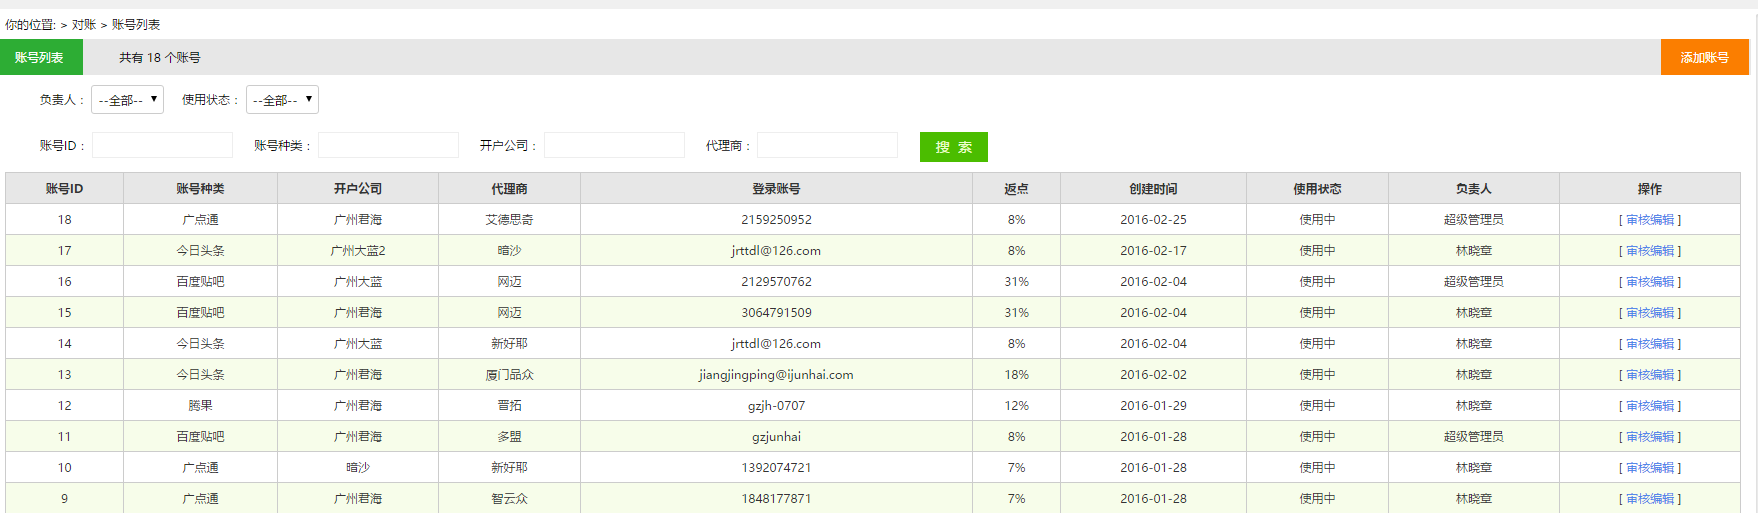 你的位置: > 对账 > 账号列表
账号列表 共有 18 个账号 添加账号
负责人： --全部-- 使用状态： --全部--
账号ID： 账号种类： 开户公司： 代理商： 搜 索
账号ID 账号种类 开户公司 代理商 登录账号 返点 创建时间 使用状态 负责人 操作
18 广点通 广州君海 艾德思奇 2159250952 8% 2016-02-25 使用中 超级管理员 [ 审核编辑 ]
17 今日头条 广州大蓝2 暗沙 jrttdl@126.com 8% 2016-02-17 使用中 林晓章 [ 审核编辑 ]
16 百度贴吧 广州大蓝 网迈 2129570762 31% 2016-02-04 使用中 超级管理员 [ 审核编辑 ]
15 百度贴吧 广州君海 网迈 3064791509 31% 2016-02-04 使用中 林晓章 [ 审核编辑 ]
14 今日头条 广州大蓝 新好耶 jrttdl@126.com 8% 2016-02-04 使用中 林晓章 [ 审核编辑 ]
13 今日头条 广州君海 厦门品众 jiangjingping@ijunhai.com 18% 2016-02-02 使用中 林晓章 [ 审核编辑 ]
12 腾果 广州君海 晋拓 gzjh-0707 12% 2016-01-29 使用中 林晓章 [ 审核编辑 ]
11 百度贴吧 广州君海 多盟 gzjunhai 8% 2016-01-28 使用中 超级管理员 [ 审核编辑 ]
10 广点通 暗沙 新好耶 1392074721 7% 2016-01-28 使用中 林晓章 [ 审核编辑 ]
9 广点通 广州君海 智云众 1848177871 7% 2016-01-28 使用中 林晓章 [ 审核编辑 ]